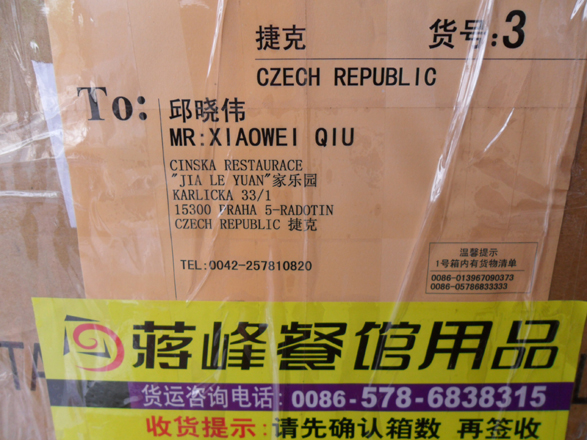 捷克 货号:3
CZECH REPUBLIC
To: 邱晓伟
MR:XIAOWEI QIU
CINSKA RESTAURACE
"JIA LE YUAN"家乐园
KARLICKA 33/1
15300 PRAHA 5-RADOTIN
CZECH REPUBLIC 捷克
TEL:0042-257810820
温馨提示
1号箱内有货物清单
0086-013967090373
0086-05786833333
蒋峰餐馆用品
货运咨询电话: 0086-578-6838315
收货提示:请先确认箱数 再签收